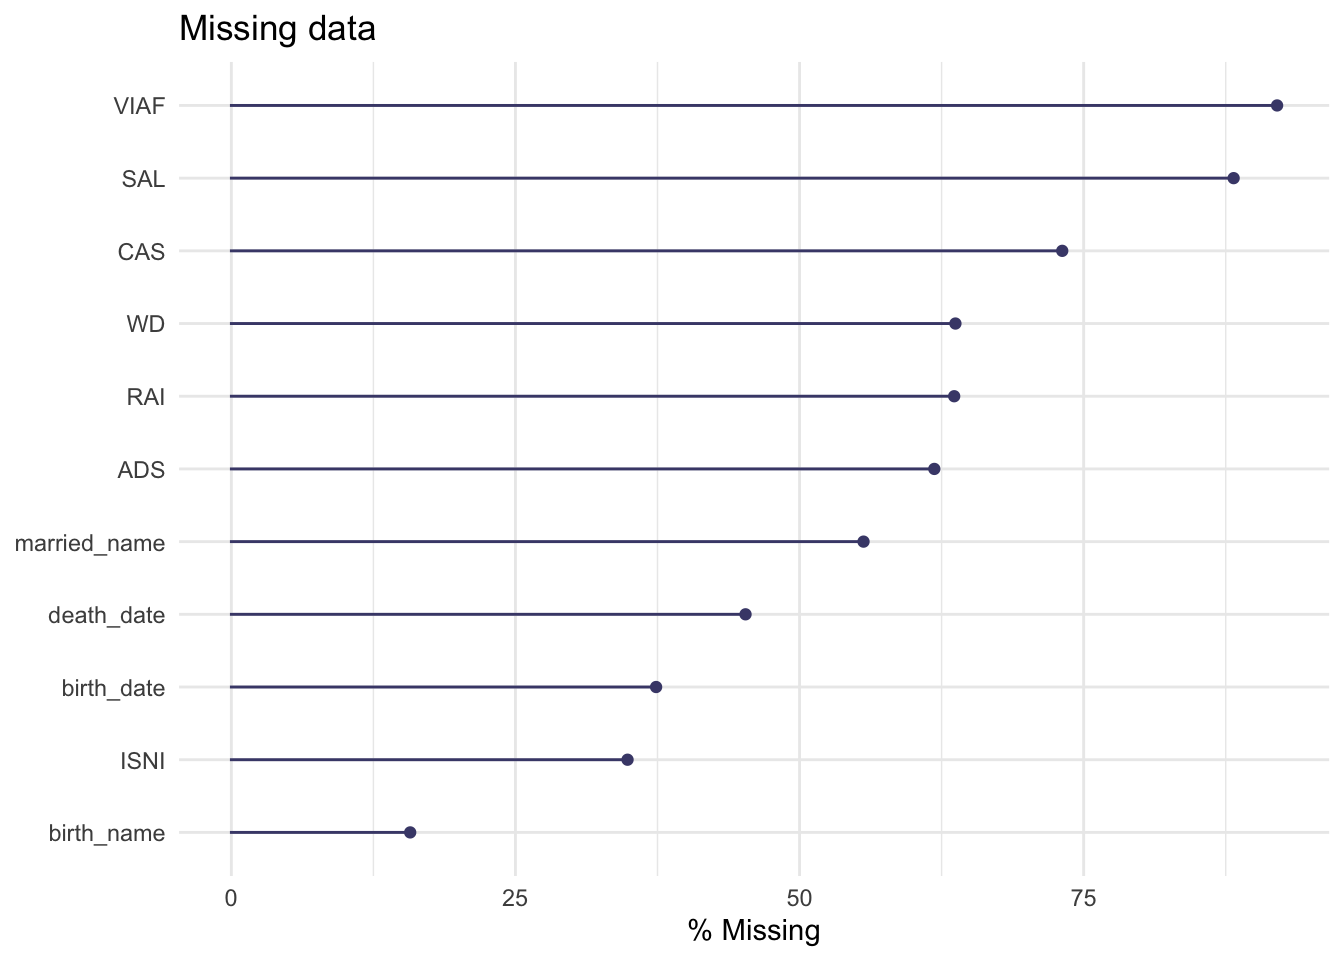 Missing data
VIAF
SAL
CAS
WD
RAI
ADS
married_name
death_date
birth_date
ISNI
birth_name
0 25 50 75
% Missing